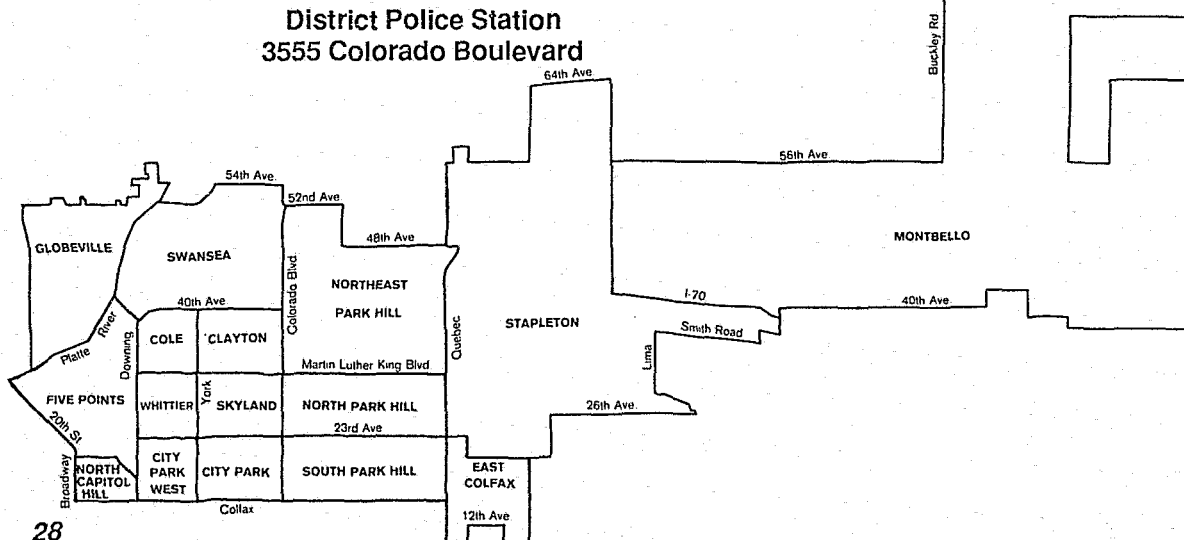 District Police Station
3555 Colorado Boulevard
Buckley Rd
64th Ave
56th Ave
54th Ave.
52nd Ave.
48th Ave
GLOBEVILLE
SWANSEA
MONTBELLO
NORTHEAST
PARK HILL
Colorado Blvd.
40th Ave
I-70
40th Ave.
STAPLETON
Smith Road
Platte River
Downing
COLE
CLAYTON
Quebec
Lima
Martin Luther King Blvd
FIVE POINTS
WHITTIER
York
SKYLAND
NORTH PARK HILL
26th Ave.
20th St
23rd Ave
Broadway
NORTH
CAPITOL
HILL
CITY
PARK
WEST
CITY PARK
SOUTH PARK HILL
EAST
COLFAX
Collax
12th Ave
28